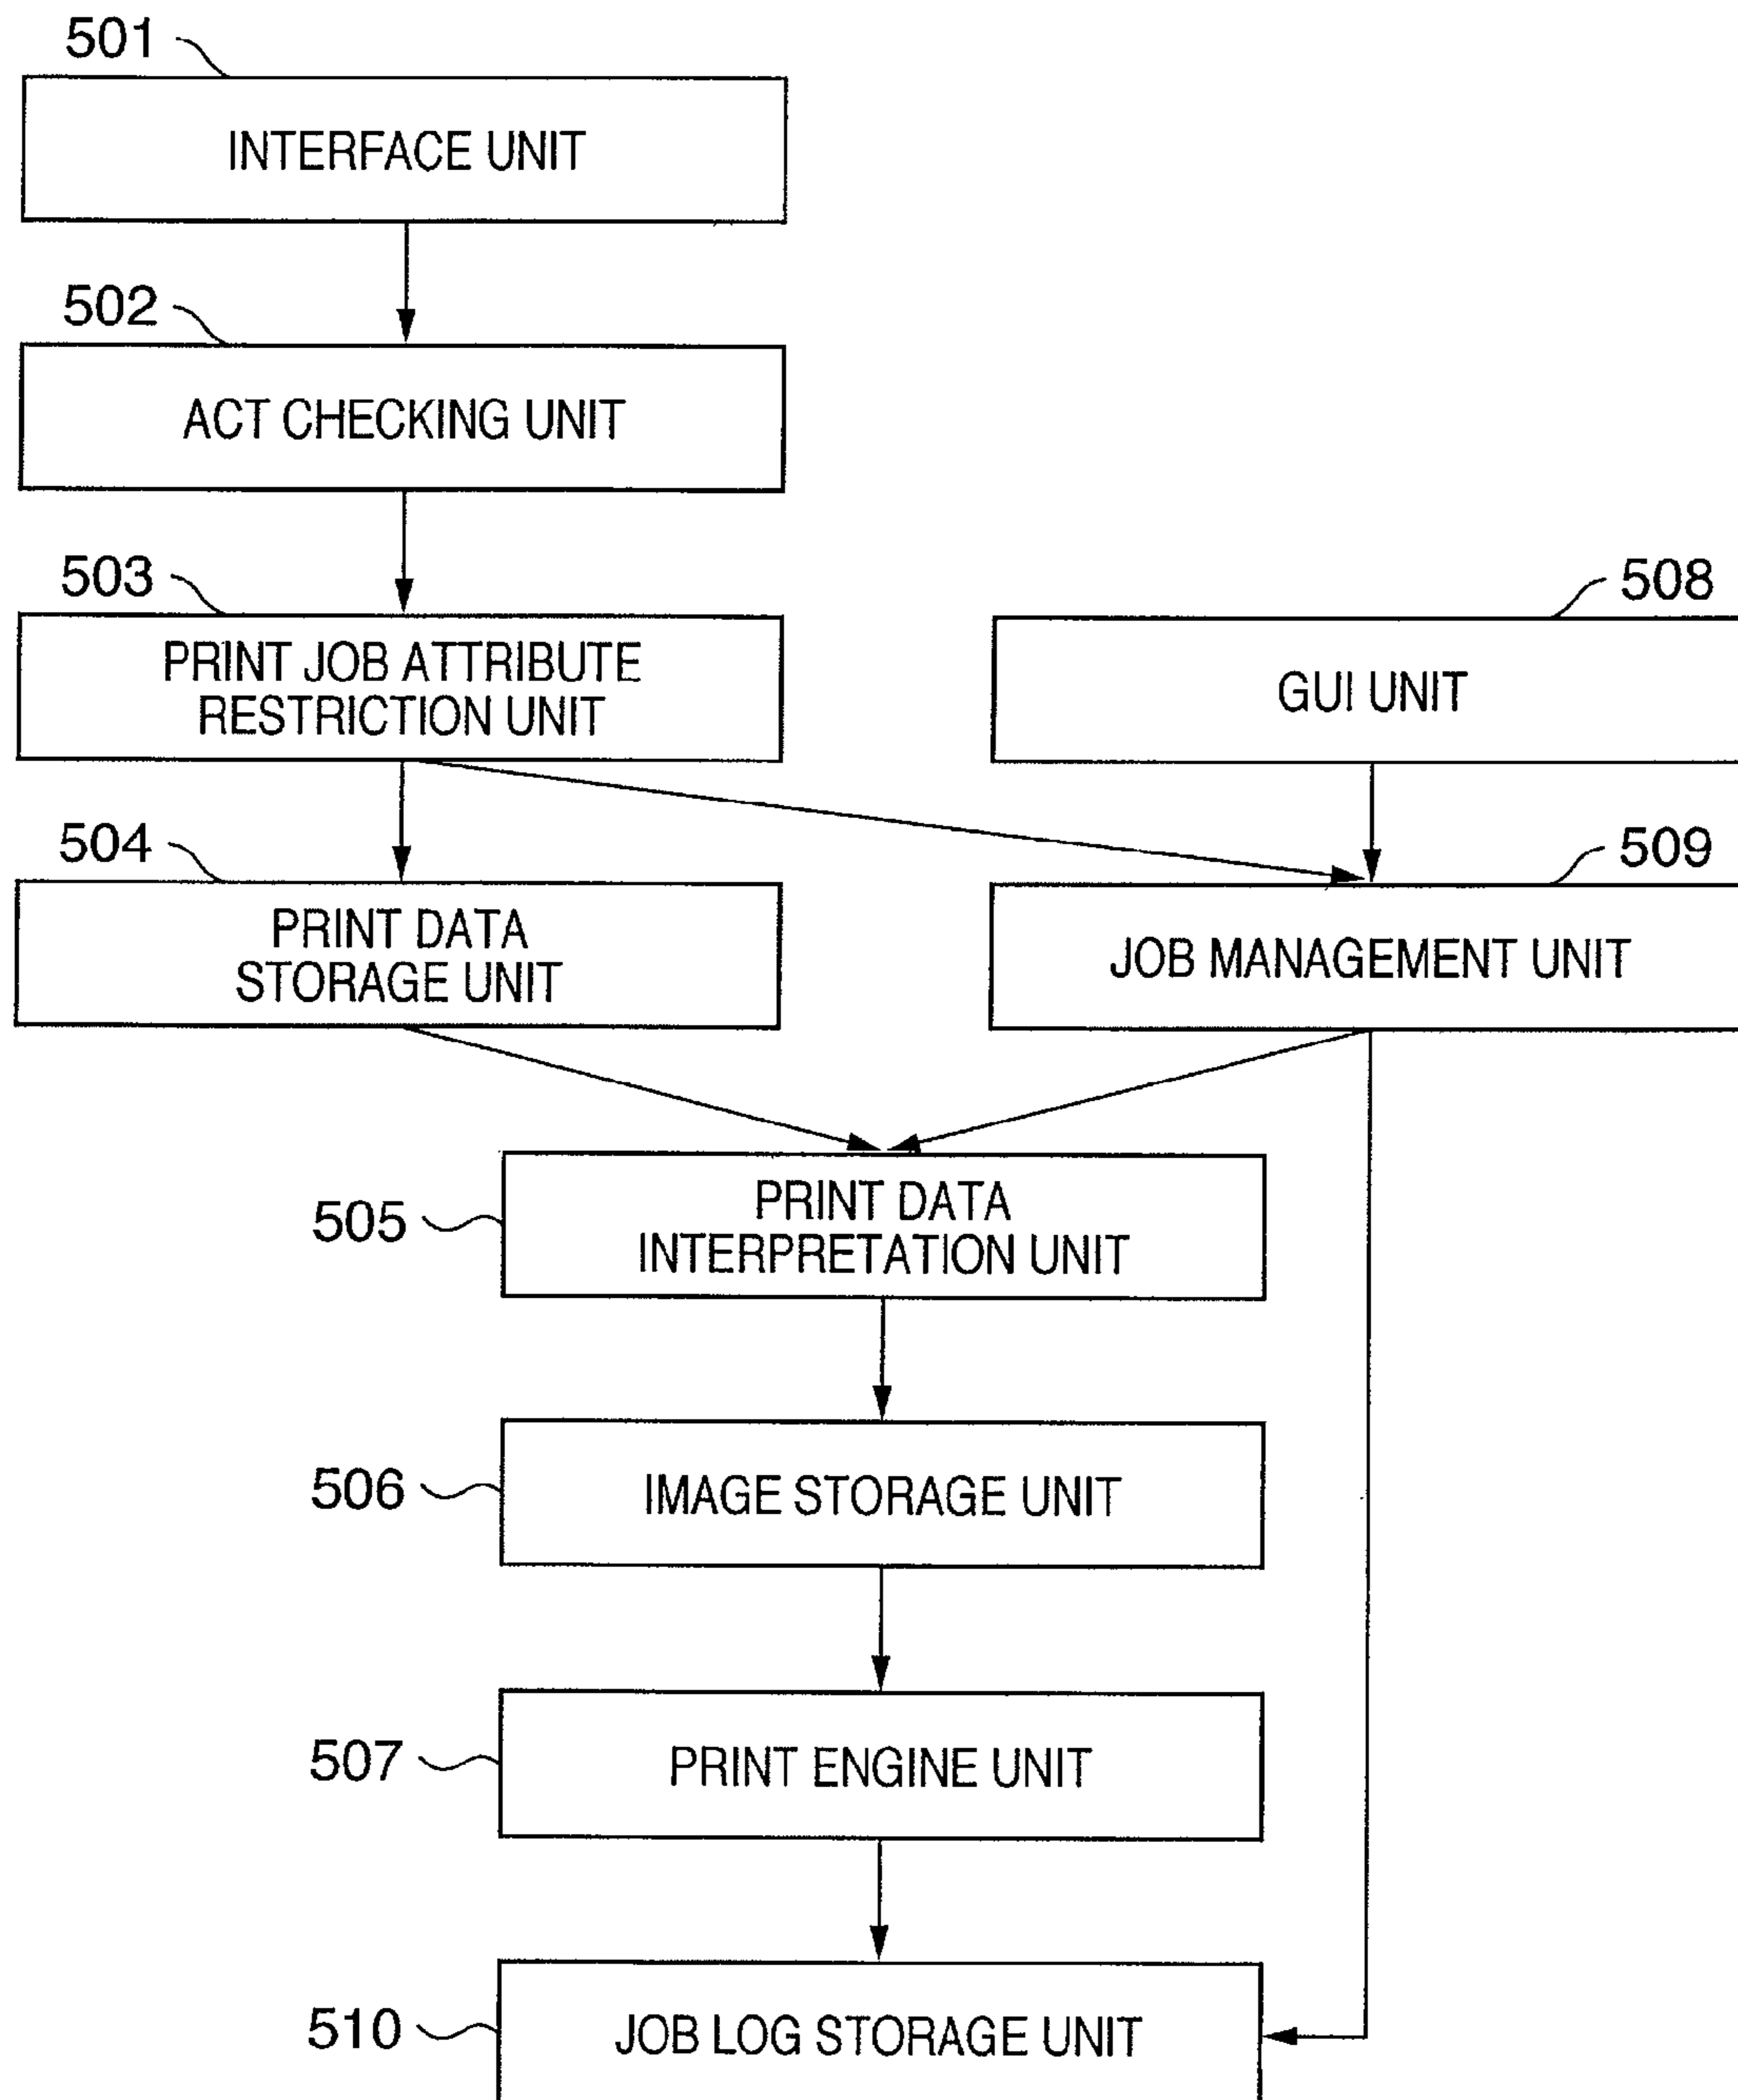 501
INTERFACE UNIT
502
ACT CHECKING UNIT
503
PRINT JOB ATTRIBUTE
RESTRICTION UNIT
508
GUI UNIT
504
PRINT DATA
STORAGE UNIT
509
JOB MANAGEMENT UNIT
505
PRINT DATA
INTERPRETATION UNIT
506
IMAGE STORAGE UNIT
507
PRINT ENGINE UNIT
510
JOB LOG STORAGE UNIT